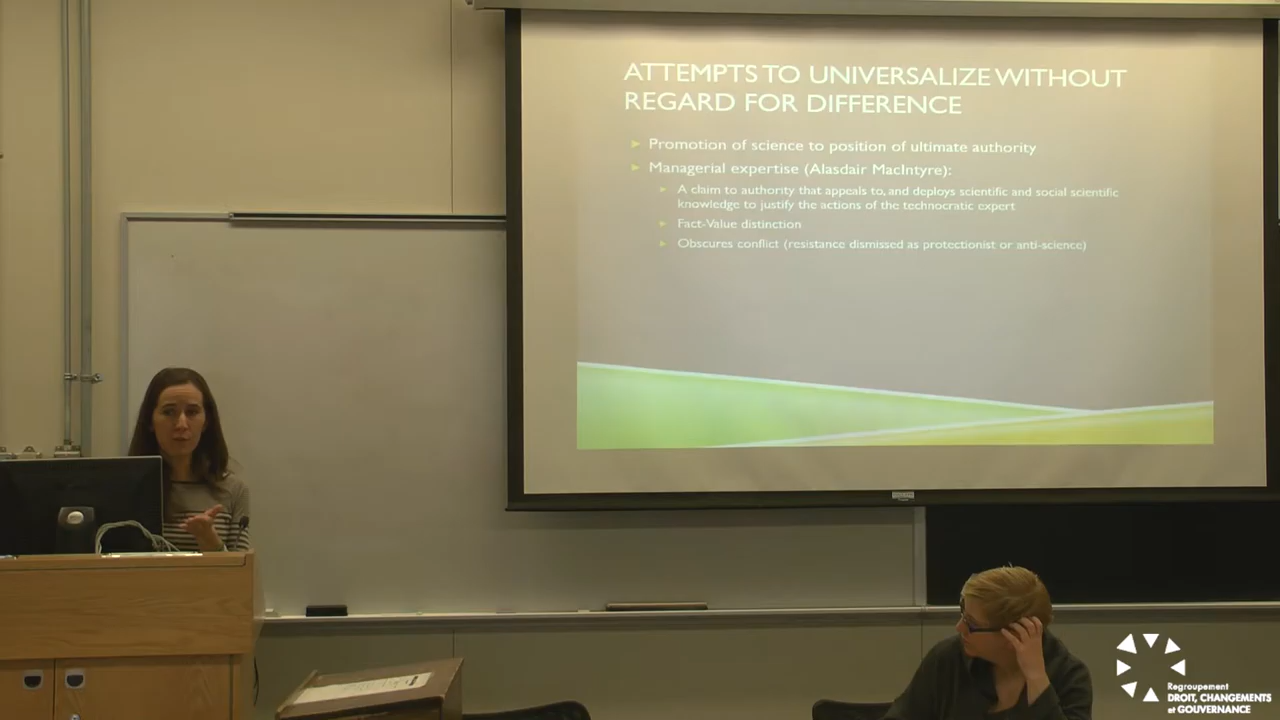 ATTEMPTS TO UNIVERSALIZE WITHOUT
REGARD FOR DIFFERENCE
Promotion of science to position of ultimate authority
Managerial expertise (Alasdair MacIntyre):
A claim to authority that appeals to, and deploys scientific and social scientific
knowledge to justify the actions of the technocratic expert
Fact-Value distinction
Obscures conflict (resistance dismissed as protectionist or anti-science)
Regroupement
DROIT, CHANGEMENTS
et GOUVERNANCE